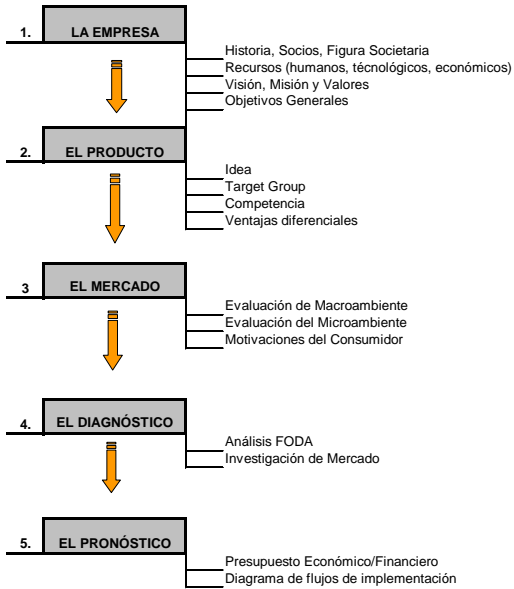 1. LA EMPRESA
Historia, Socios, Figura Societaria
Recursos (humanos, técnológicos, económicos)
Visión, Misión y Valores
Objetivos Generales
2. EL PRODUCTO
Idea
Target Group
Competencia
Ventajas diferenciales
3 EL MERCADO
Evaluación de Macroambiente
Evaluación del Microambiente
Motivaciones del Consumidor
4. EL DIAGNÓSTICO
Análisis FODA
Investigación de Mercado
5. EL PRONÓSTICO
Presupuesto Económico/Financiero
Diagrama de flujos de implementación